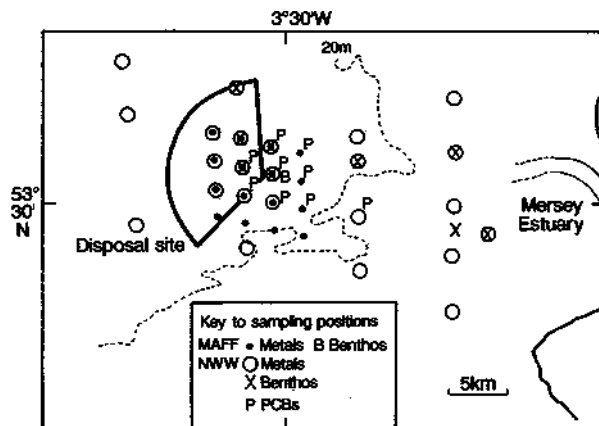 3°30'W
20m
P
P
P
P
P
B
P
P
P
P
53°
30'
N
Disposal site
Mersey
Estuary
Key to sampling positions
MAFF • Metals B Benthos
NWW O Metals
X Benthos
P PCBs
5km